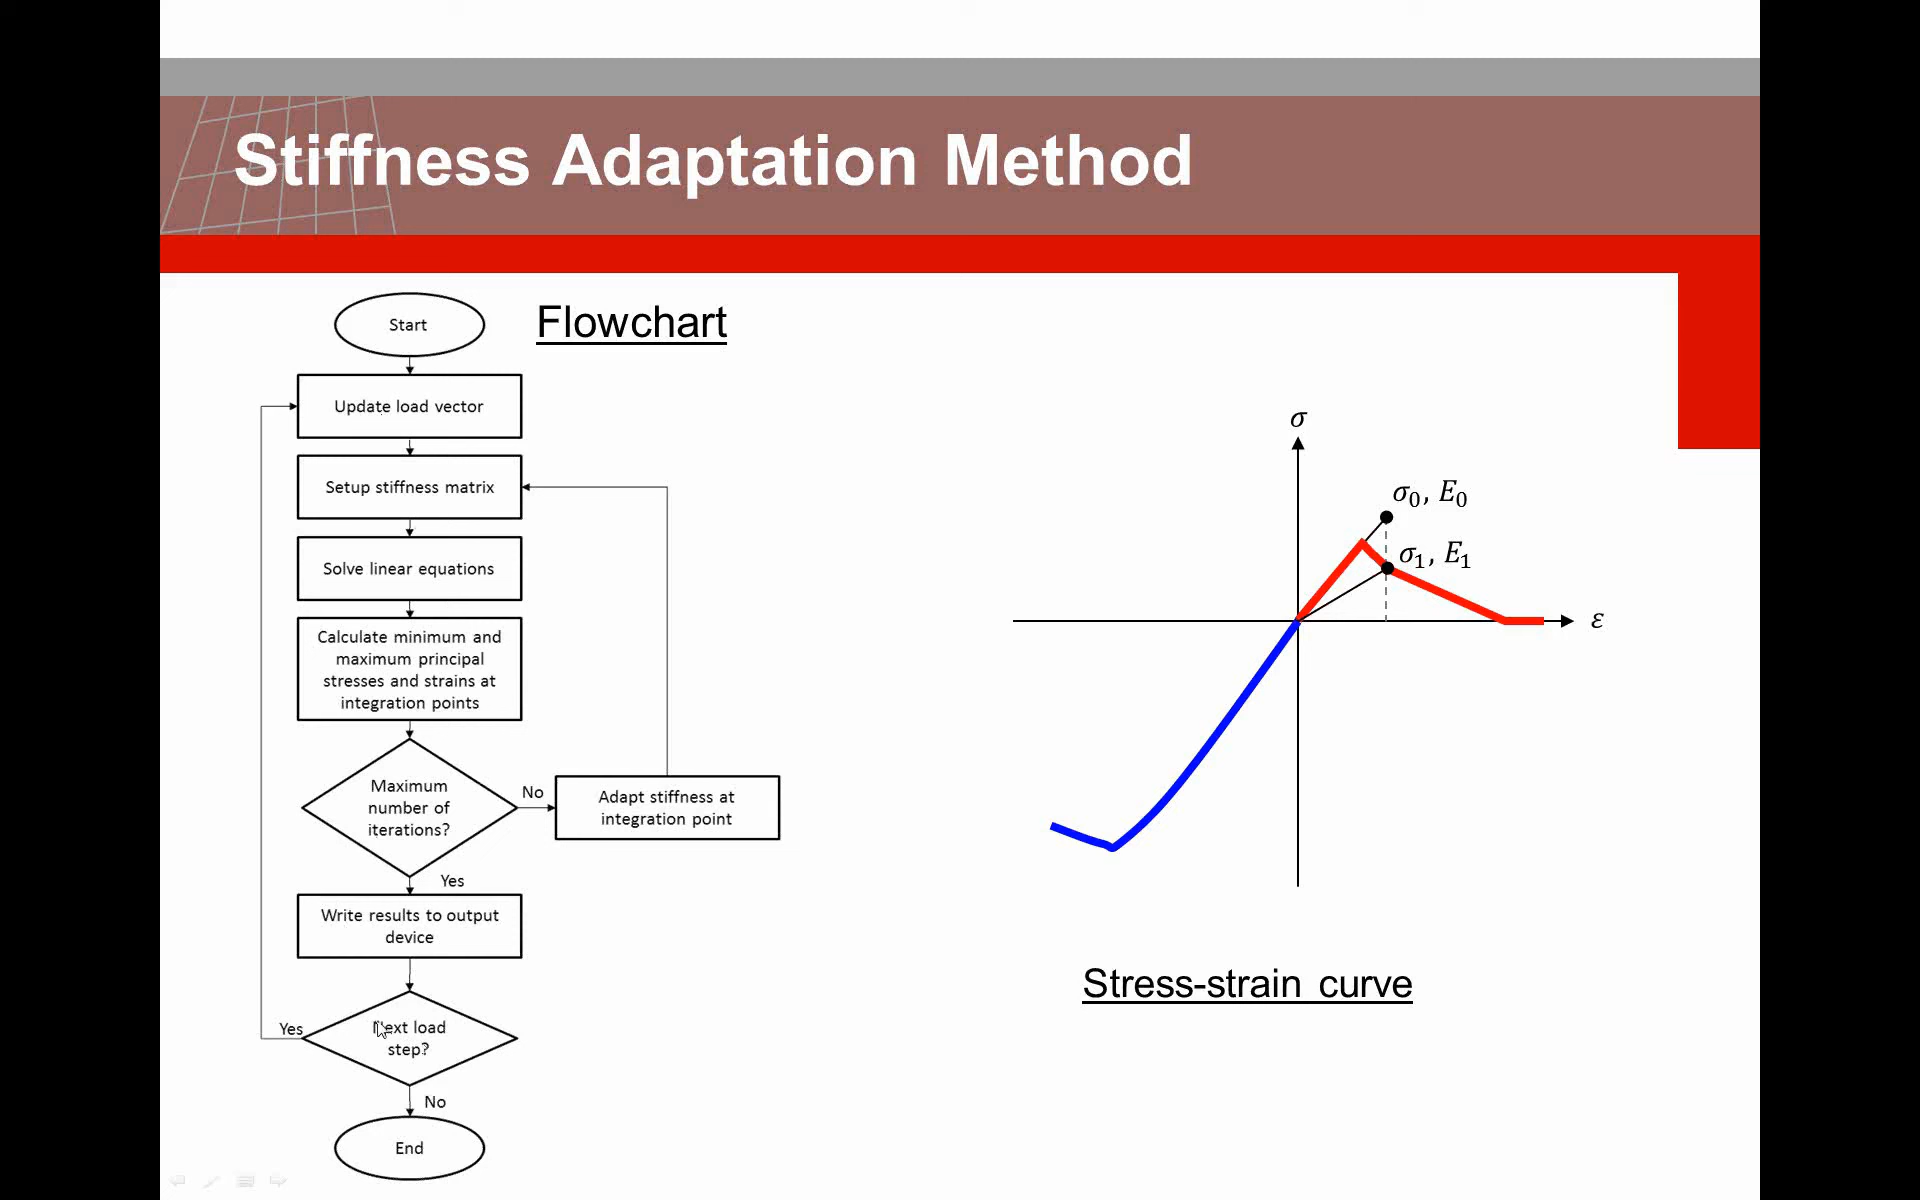 Stiffness Adaptation Method
Flowchart
Start
Update load vector
Setup stiffness matrix
Solve linear equations
Calculate minimum and
maximum principal
stresses and strains at
integration points
Maximum
number of
iterations?
No
Adapt stiffness at
integration point
Yes
Write results to output
device
Next load
step?
Yes
No
End
σ
σ₀, E₀
σ₁, E₁
ε
Stress-strain curve